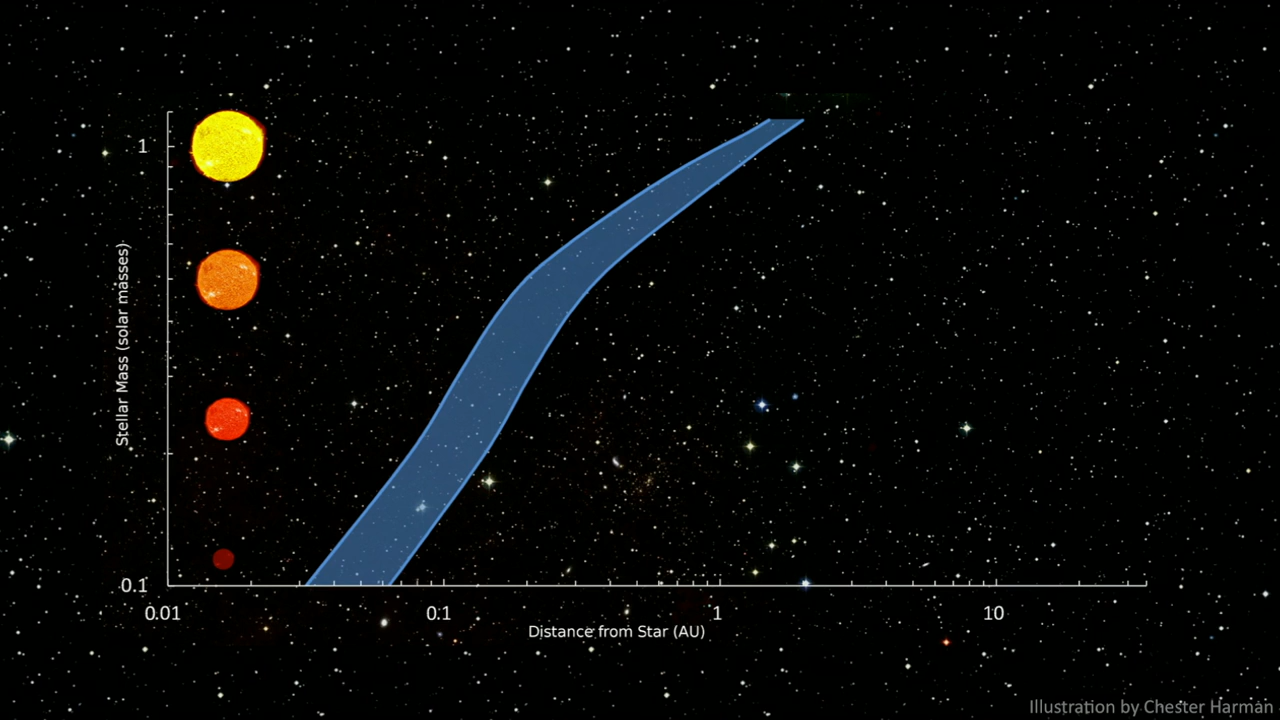 1
Stellar Mass (solar masses)
0.1
0.01
0.1
1
10
Distance from Star (AU)
Illustration by Chester Harman